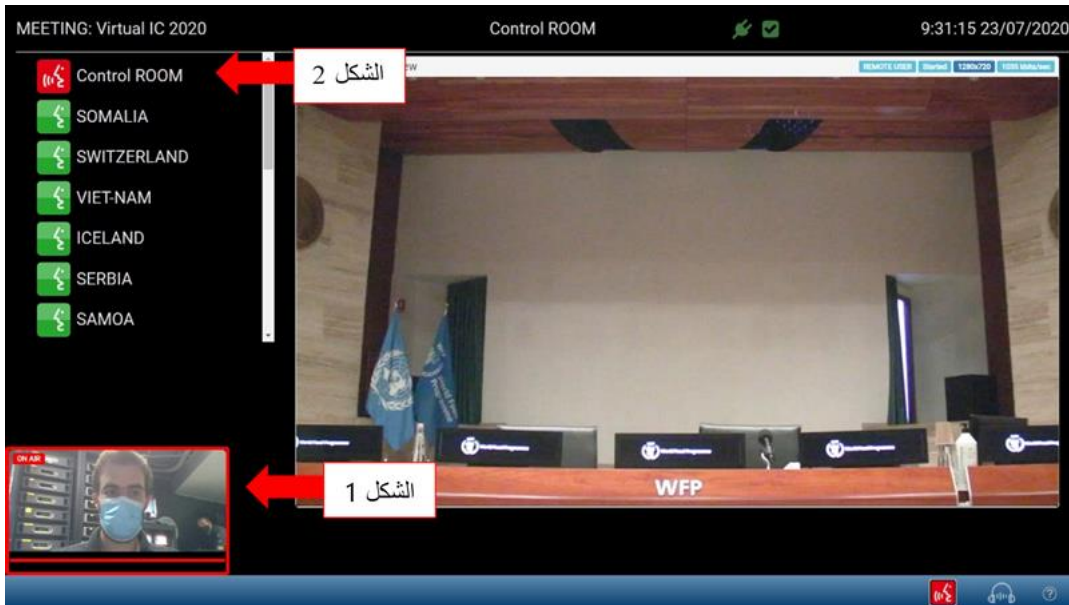 MEETING: Virtual IC 2020
Control ROOM
9:31:15 23/07/2020
Control ROOM
الشكل 2
REMOTE USER
Started
1280x720
SOMALIA
SWITZERLAND
VIET-NAM
ICELAND
SERBIA
SAMOA
ON AIR
الشكل 1
WFP